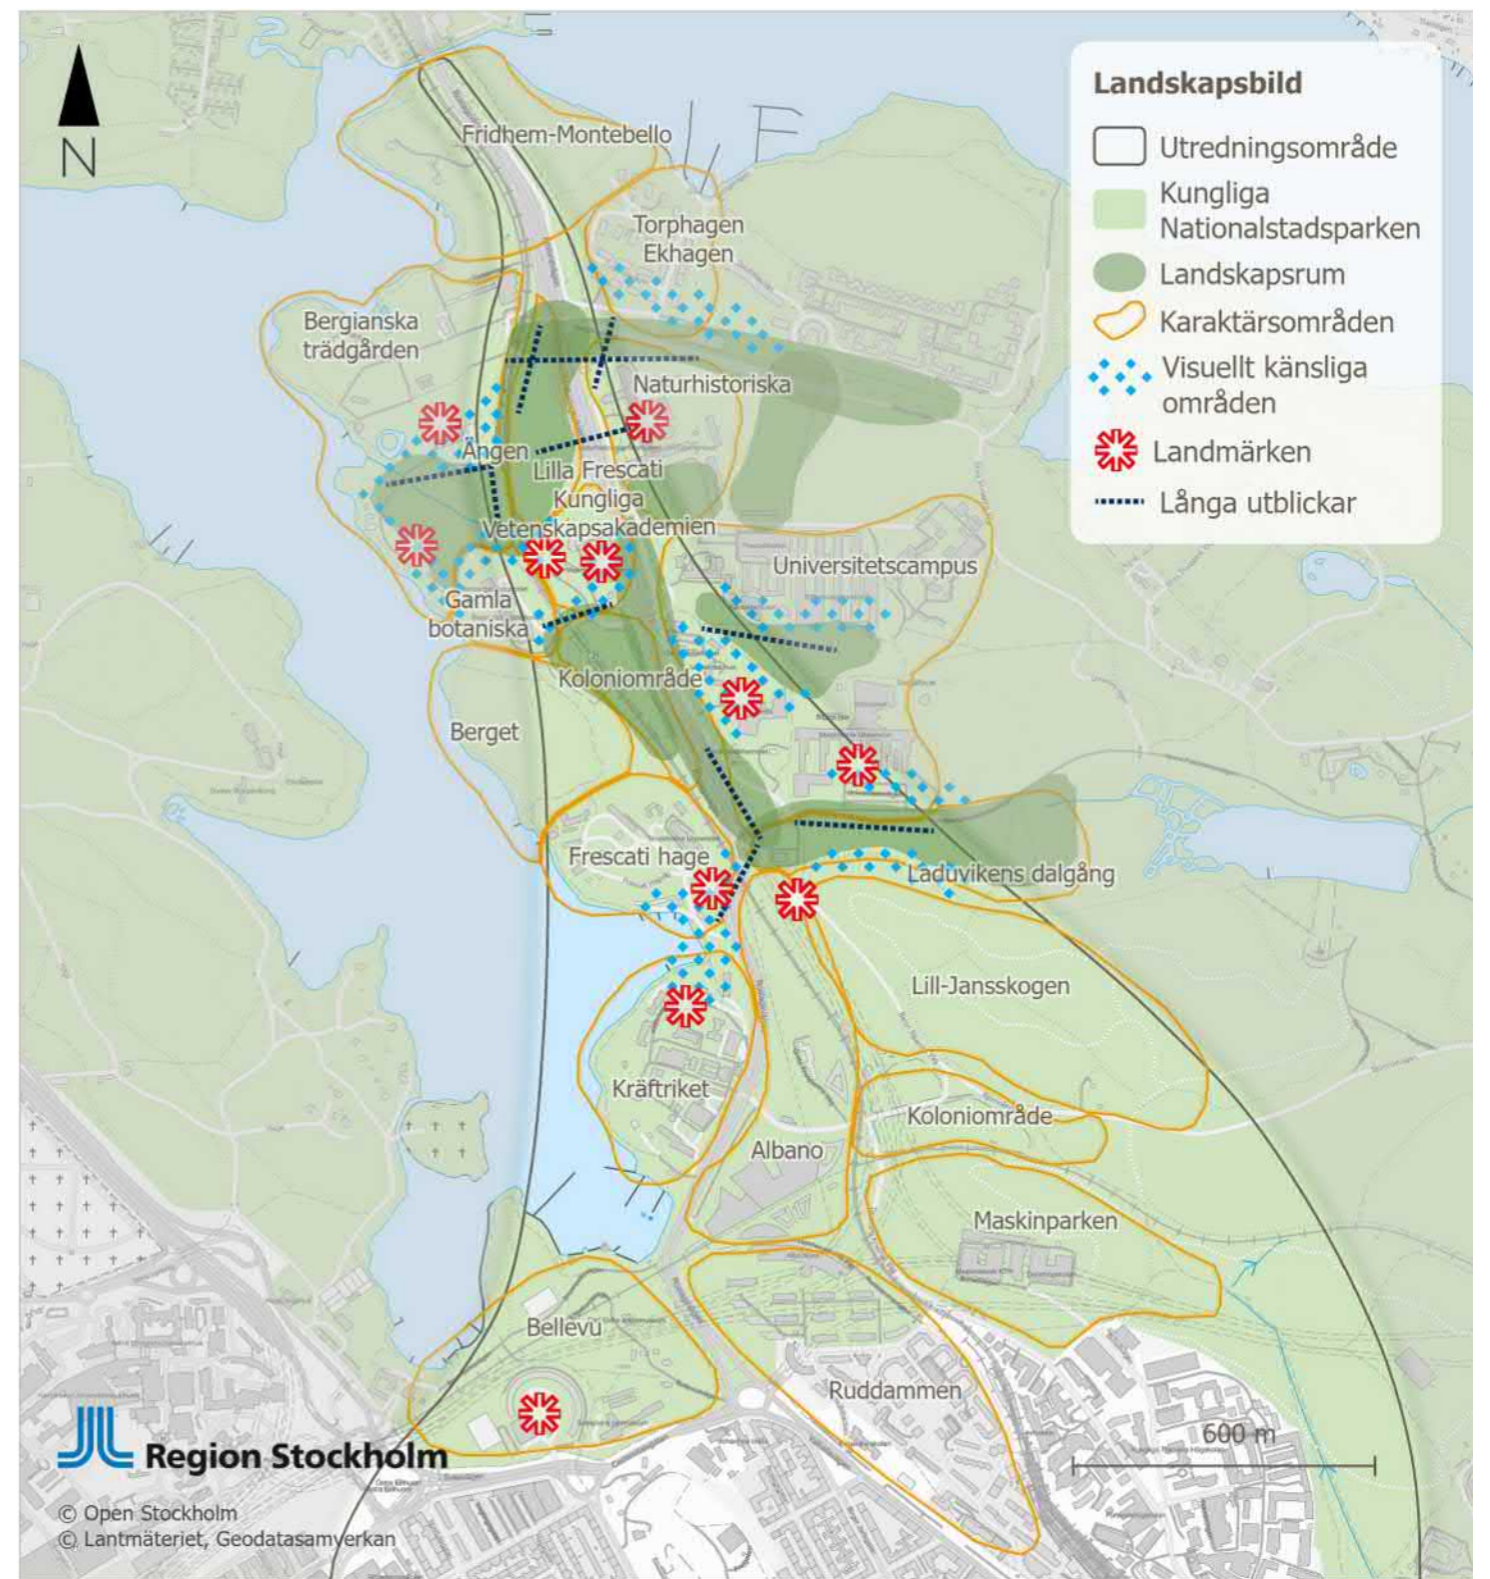 N
Landskapsbild
Utredningsområde
Kungliga
Nationalstadsparken
Landskapsrum
Karaktärsområden
Visuellt känsliga
områden
Landmärken
Långa utblickar
Fridhem-Montebello
Torphagen
Ekhagen
Bergianska
trädgården
Naturhistoriska
Ängen
Lilla Frescati
Kungliga
Vetenskapsakademien
Universitetscampus
Gamla
botaniska
Koloniområde
Berget
Frescati hage
Laduvikens dalgång
Lill-Jansskogen
Kräftriket
Koloniområde
Albano
Maskinparken
Bellevu
Ruddammen
600 m
Region Stockholm
© Open Stockholm
© Lantmäteriet, Geodatasamverkan